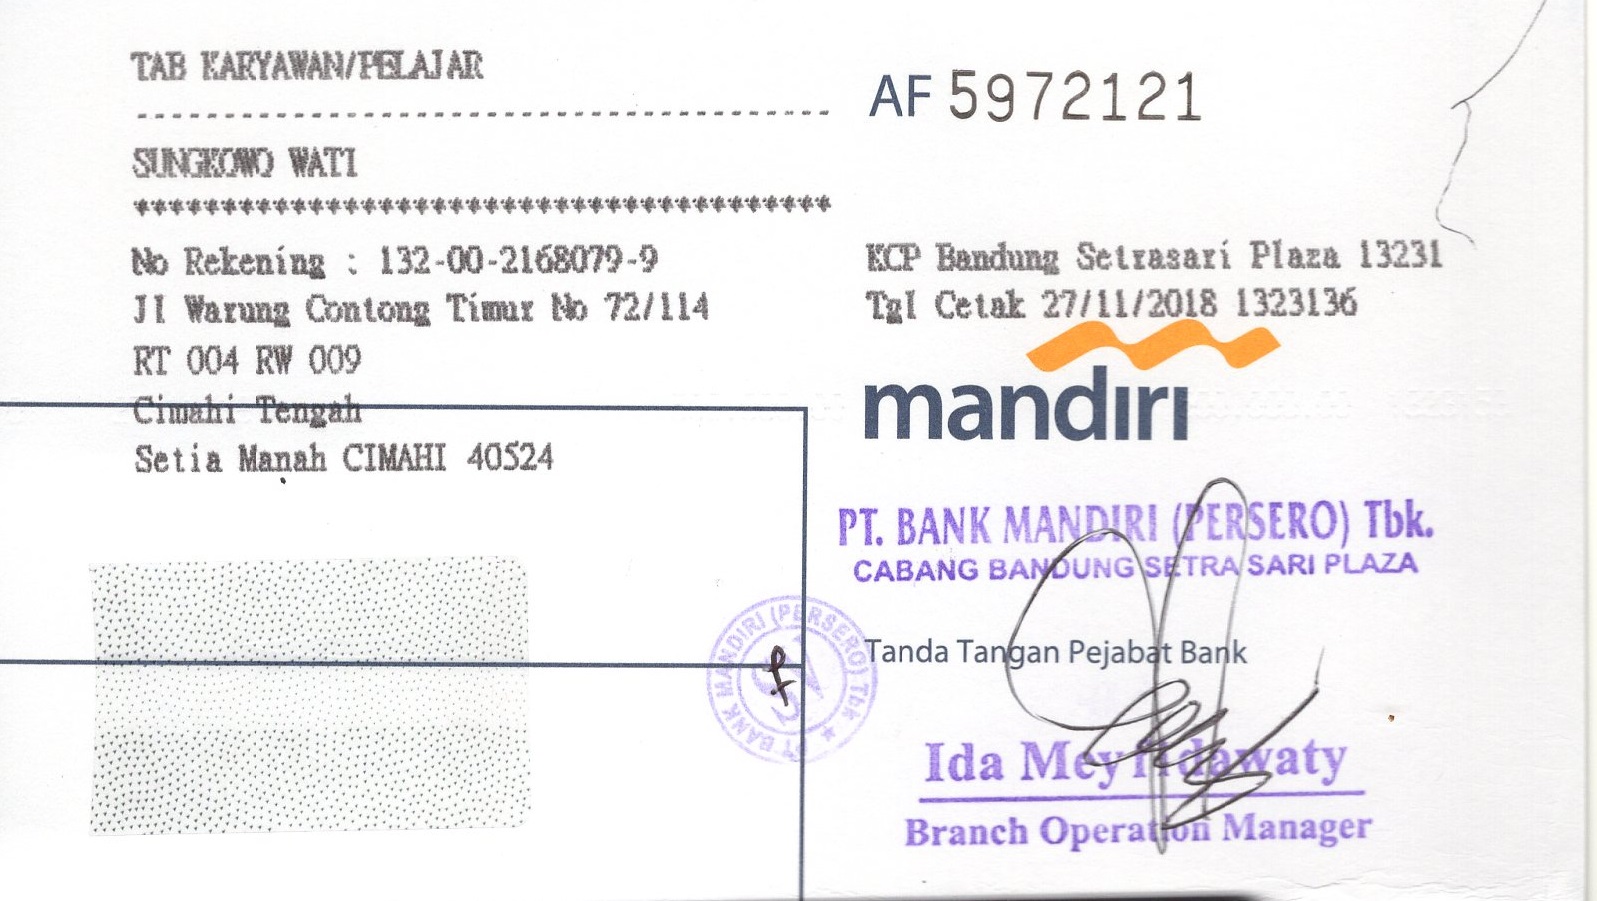 TAB KARYAWAN/PELAJAR
AF 5972121
SUNGKOWO WATI
No Rekening : 132-00-2168079-9
Jl Warung Contong Timur No 72/114
RT 004 RW 009
Cimahi Tengah
Setia Manah CIMAHI 40524
KCP Bandung Setrasari Plaza 13231
Tgl Cetak 27/11/2018 1323136
mandiri
PT. BANK MANDIRI (PERSERO) Tbk.
CABANG BANDUNG SETRA SARI PLAZA
PT BANK MANDIRI (PERSERO) Tbk
Tanda Tangan Pejabat Bank
Ida Mey Idawaty
Branch Operation Manager